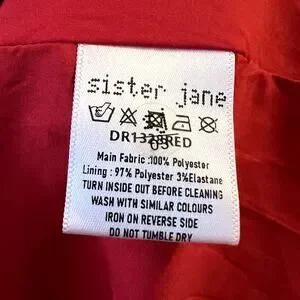 sister jane
Main Fabric :100% Polyester
Lining : 97% Polyester 3%Elastane
TURN INSIDE OUT BEFORE CLEANING
WASH WITH SIMILAR COLOURS
IRON ON REVERSE SIDE
DO NOT TUMBLE DRY